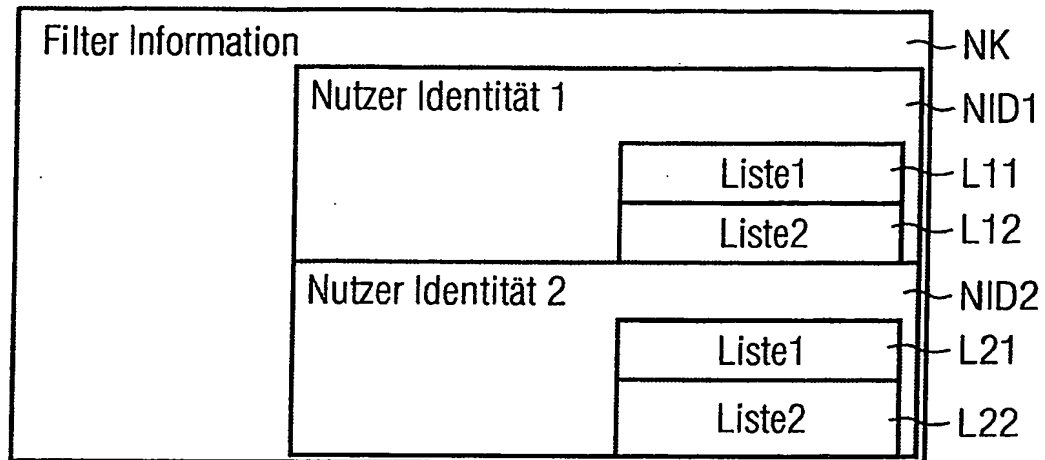 Filter Information
NK
Nutzer Identität 1
NID1
Liste1
L11
Liste2
L12
Nutzer Identität 2
NID2
Liste1
L21
Liste2
L22